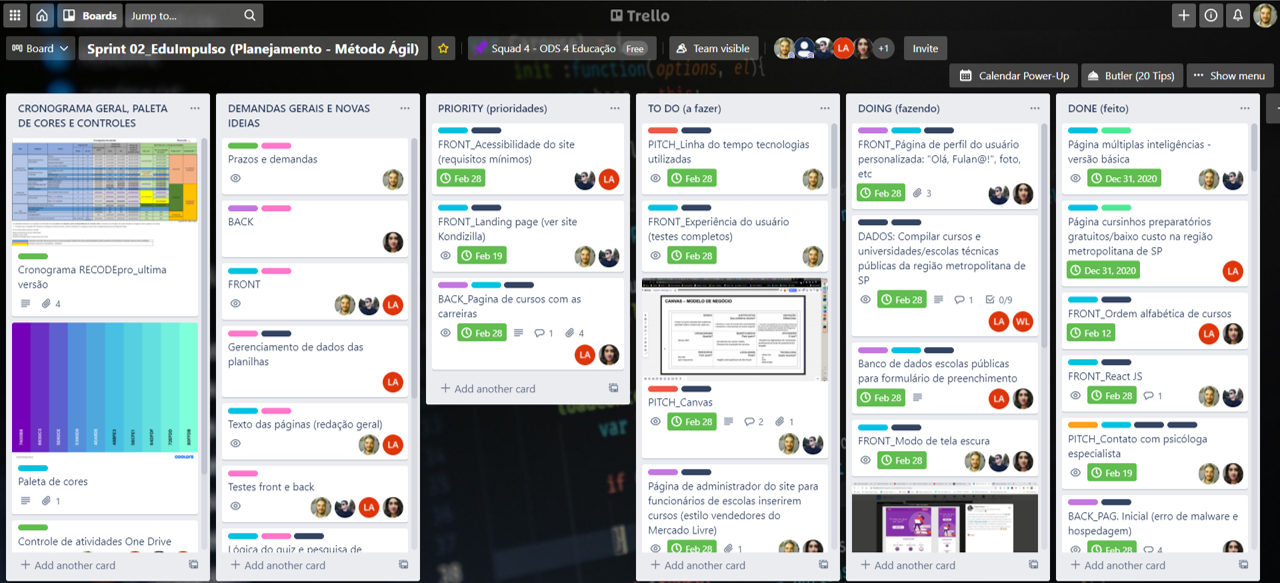 Boards
Jump to...
Trello
Board
Sprint 02_EduImpulso (Planejamento - Método Ágil)
Squad 4 - ODS 4 Educação
Free
Team visible
LA
+1
Invite
init :function(options, el){
Calendar Power-Up
Butler (20 Tips)
Show menu
CRONOGRAMA GERAL, PALETA
DE CORES E CONTROLES
Cronograma RECODEpro_ultima
versão
4
Paleta de cores
1
Controle de atividades One Drive
Add another card
DEMANDAS GERAIS E NOVAS
IDEIAS
Prazos e demandas
BACK
FRONT
LA
Gerenciamento de dados das
planilhas
LA
Texto das páginas (redação geral)
LA
Testes front e back
LA
Lógica do quiz e pesquisa de
Add another card
PRIORITY (prioridades)
FRONT_Acessibilidade do site
(requisitos mínimos)
Feb 28
LA
FRONT_Landing page (ver site
Kondizilla)
Feb 19
BACK_Pagina de cursos com as
carreiras
Feb 28
1
4
LA
Add another card
var
if
TO DO (a fazer)
PITCH_Linha do tempo tecnologias
utilizadas
Feb 28
FRONT_Experiência do usuário
(testes completos)
Feb 28
CANVAS – MODELO DE NEGÓCIO
PITCH_Canvas
Feb 28
2
1
Página de administrador do site para
funcionários de escolas inserirem
cursos (estilo vendedores do
Mercado Livre)
Feb 28
1
Add another card
DOING (fazendo)
FRONT_Página de perfil do usuário
personalizada: "Olá, Fulan@!", foto,
etc
Feb 28
3
DADOS: Compilar cursos e
universidades/escolas técnicas
públicas da região metropolitana de
SP
Feb 28
1
0/9
LA
WL
Banco de dados escolas públicas
para formulário de preenchimento
Feb 28
LA
FRONT_Modo de tela escura
Feb 28
Add another card
DONE (feito)
Página múltiplas inteligências -
versão básica
Dec 31, 2020
Página cursinhos preparatórios
gratuitos/baixo custo na região
metropolitana de SP
Dec 31, 2020
LA
FRONT_Ordem alfabética de cursos
Feb 12
LA
FRONT_React JS
Feb 28
1
PITCH_Contato com psicóloga
especialista
Feb 19
BACK_PAG. Inicial (erro de malware e
hospedagem)
Feb 28
4
Add another card